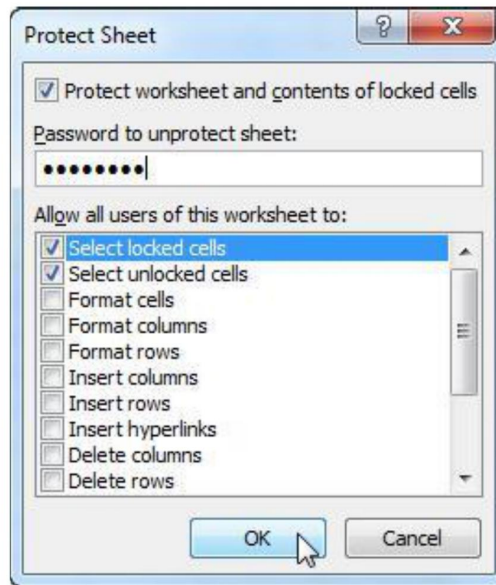 Protect Sheet
Protect worksheet and contents of locked cells
Password to unprotect sheet:
••••••••
Allow all users of this worksheet to:
Select locked cells
Select unlocked cells
Format cells
Format columns
Format rows
Insert columns
Insert rows
Insert hyperlinks
Delete columns
Delete rows
OK Cancel